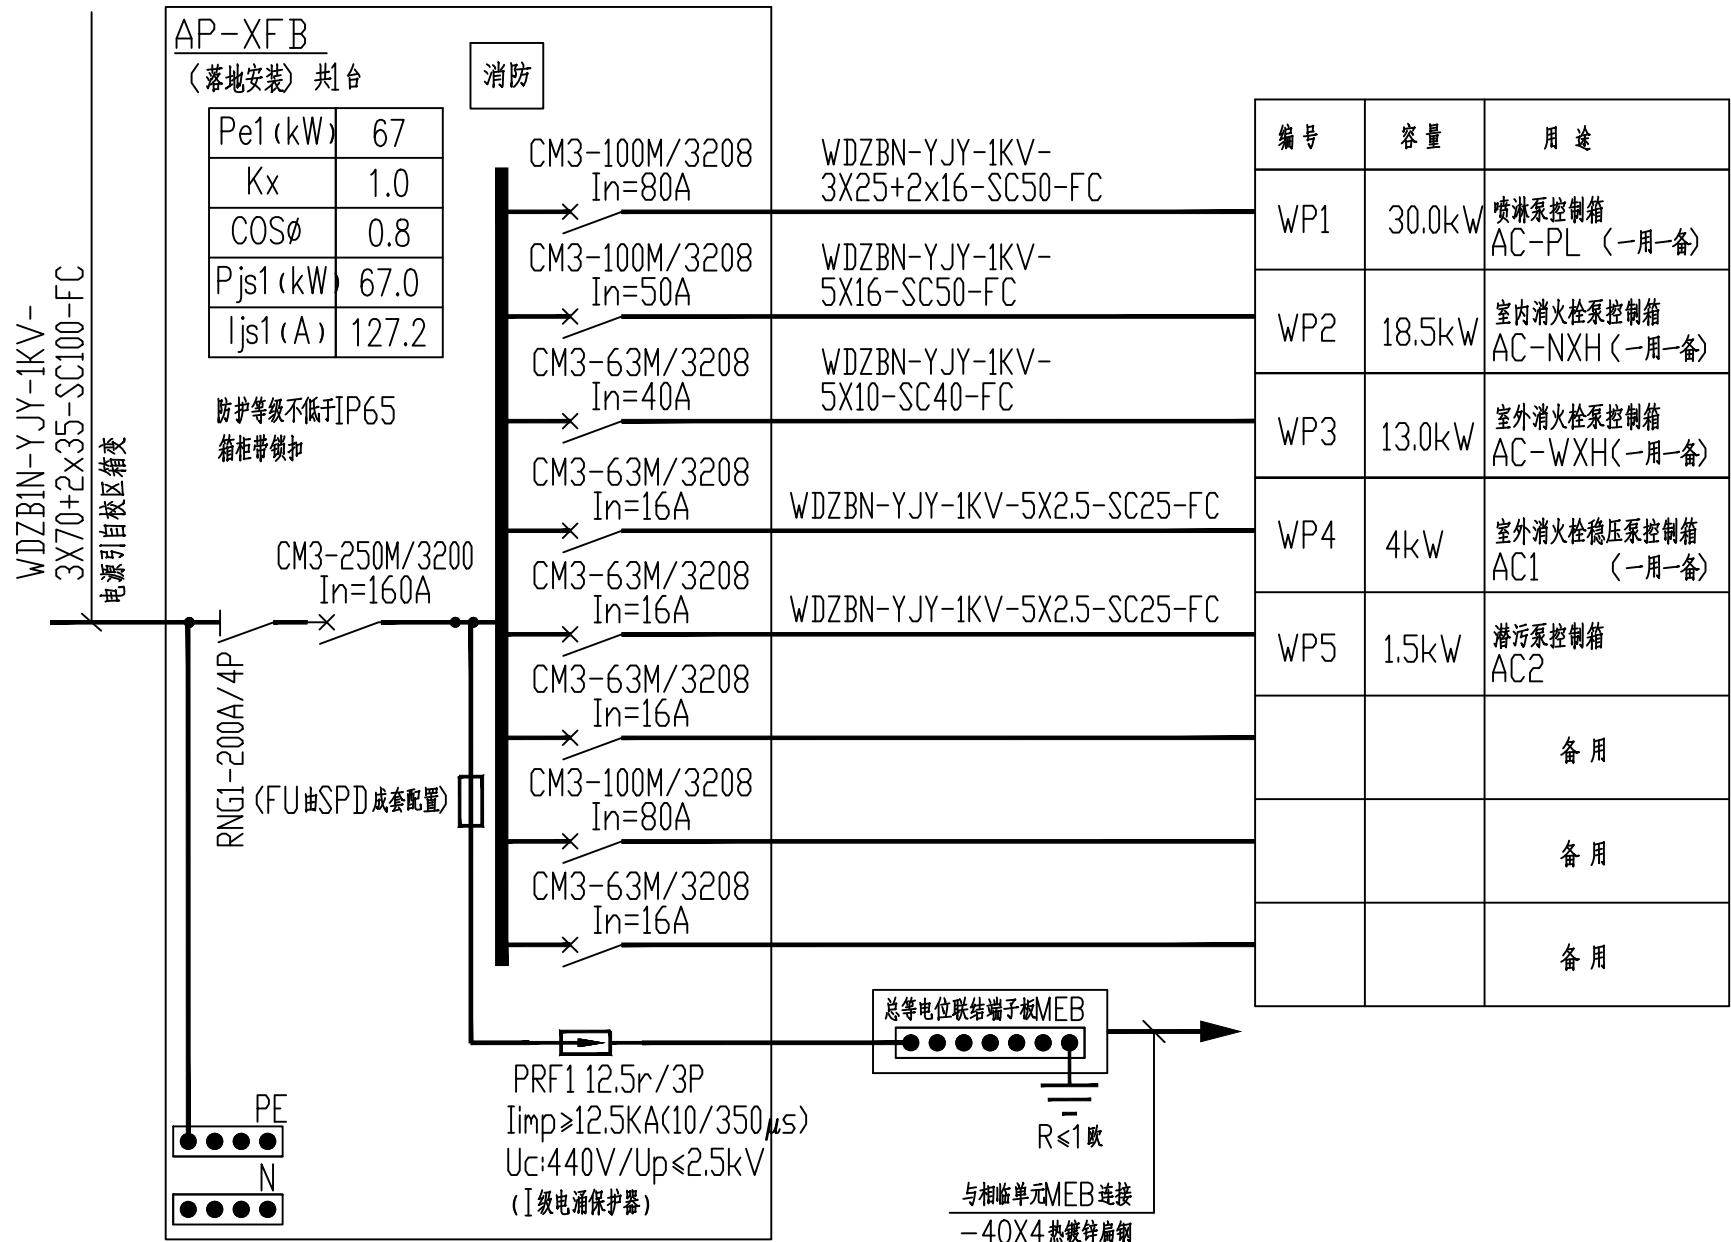 AP-XFB
（落地安装） 共1台
消防
Pe1(kW) 67
Kx 1.0
COSø 0.8
Pjs1(kW) 67.0
Ijs1(A) 127.2
防护等级不低于IP65
箱柜带锁扣
WDZB1N-YJY-1KV-
3X70+2x35-SC100-FC
电源引自校区箱变
CM3-250M/3200
In=160A
RNG1-200A/4P
(FU由SPD成套配置)
CM3-100M/3208
In=80A
WDZBN-YJY-1KV-
3X25+2x16-SC50-FC
CM3-100M/3208
In=50A
WDZBN-YJY-1KV-
5X16-SC50-FC
CM3-63M/3208
In=40A
WDZBN-YJY-1KV-
5X10-SC40-FC
CM3-63M/3208
In=16A
WDZBN-YJY-1KV-5X2.5-SC25-FC
CM3-63M/3208
In=16A
WDZBN-YJY-1KV-5X2.5-SC25-FC
CM3-63M/3208
In=16A
CM3-100M/3208
In=80A
CM3-63M/3208
In=16A
编号 容量 用途
WP1 30.0kW 喷淋泵控制箱
AC-PL （一用一备）
WP2 18.5kW 室内消火栓泵控制箱
AC-NXH（一用一备）
WP3 13.0kW 室外消火栓泵控制箱
AC-WXH（一用一备）
WP4 4kW 室外消火栓稳压泵控制箱
AC1 （一用一备）
WP5 1.5kW 潜污泵控制箱
AC2
备用
备用
备用
总等电位联结端子板MEB
PRF1 12.5r/3P
Iimp≥12.5KA(10/350μs)
Uc:440V/Up≤2.5kV
(I级电涌保护器)
R≤1欧
与相临单元MEB连接
-40X4热镀锌扁钢
PE
N